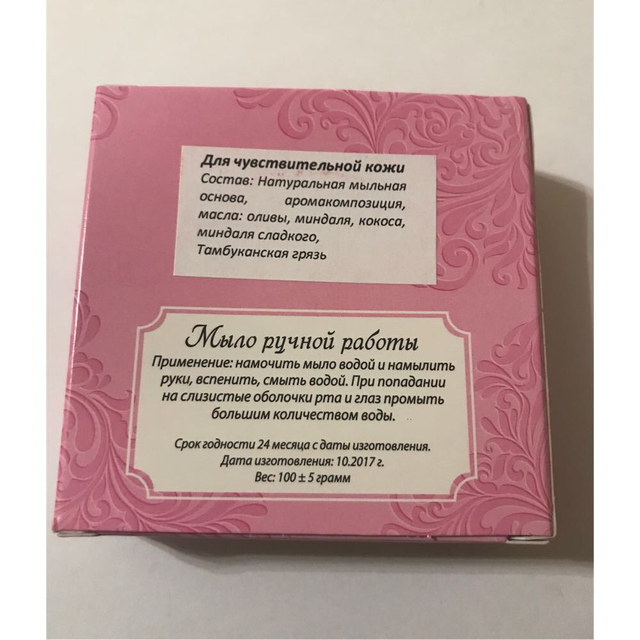 Для чувствительной кожи
Состав: Натуральная мыльная
основа, аромакомпозиция,
масла: оливы, миндаля, кокоса,
миндаля сладкого,
Тамбуканская грязь
Мыло ручной работы
Применение: намочить мыло водой и намылить
руки, вспенить, смыть водой. При попадании
на слизистые оболочки рта и глаз промыть
большим количеством воды.
Срок годности 24 месяца с даты изготовления.
Дата изготовления: 10.2017 г.
Вес: 100 ± 5 грамм